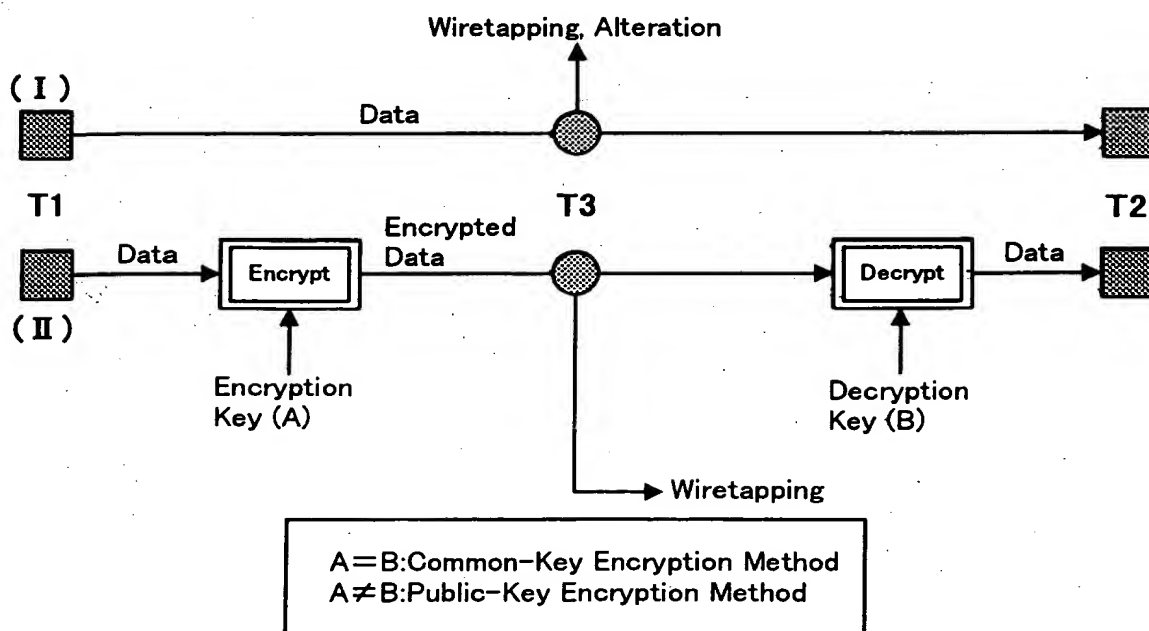 Wiretapping, Alteration
(Ⅰ)
Data
T1
T3
T2
Data
Encrypt
Encrypted
Data
Decrypt
Data
(Ⅱ)
Encryption
Key (A)
Decryption
Key (B)
Wiretapping
A=B:Common-Key Encryption Method
A≠B:Public-Key Encryption Method